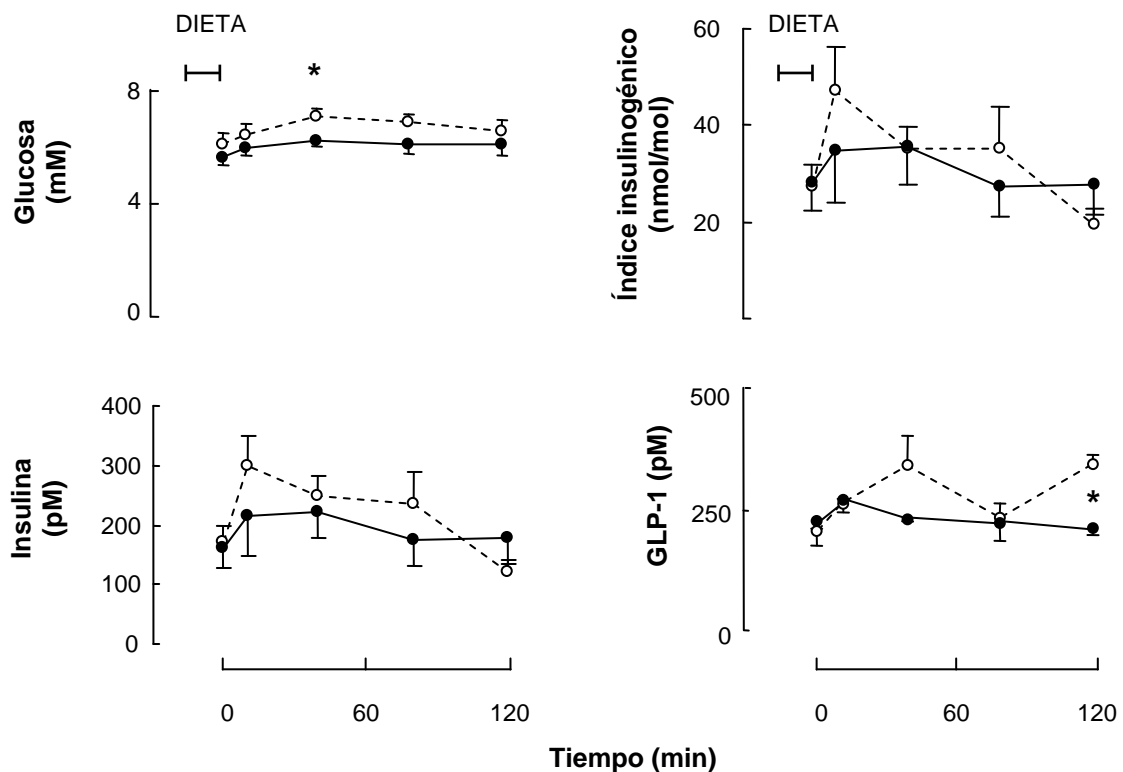 DIETA
*
8
4
0
Glucosa
(mM)
DIETA
60
40
20
0
Índice insulinogénico
(nmol/mol)
400
300
200
100
0
Insulina
(pM)
500
250
0
GLP-1 (pM)
*
0
60
120
0
60
120
Tiempo (min)